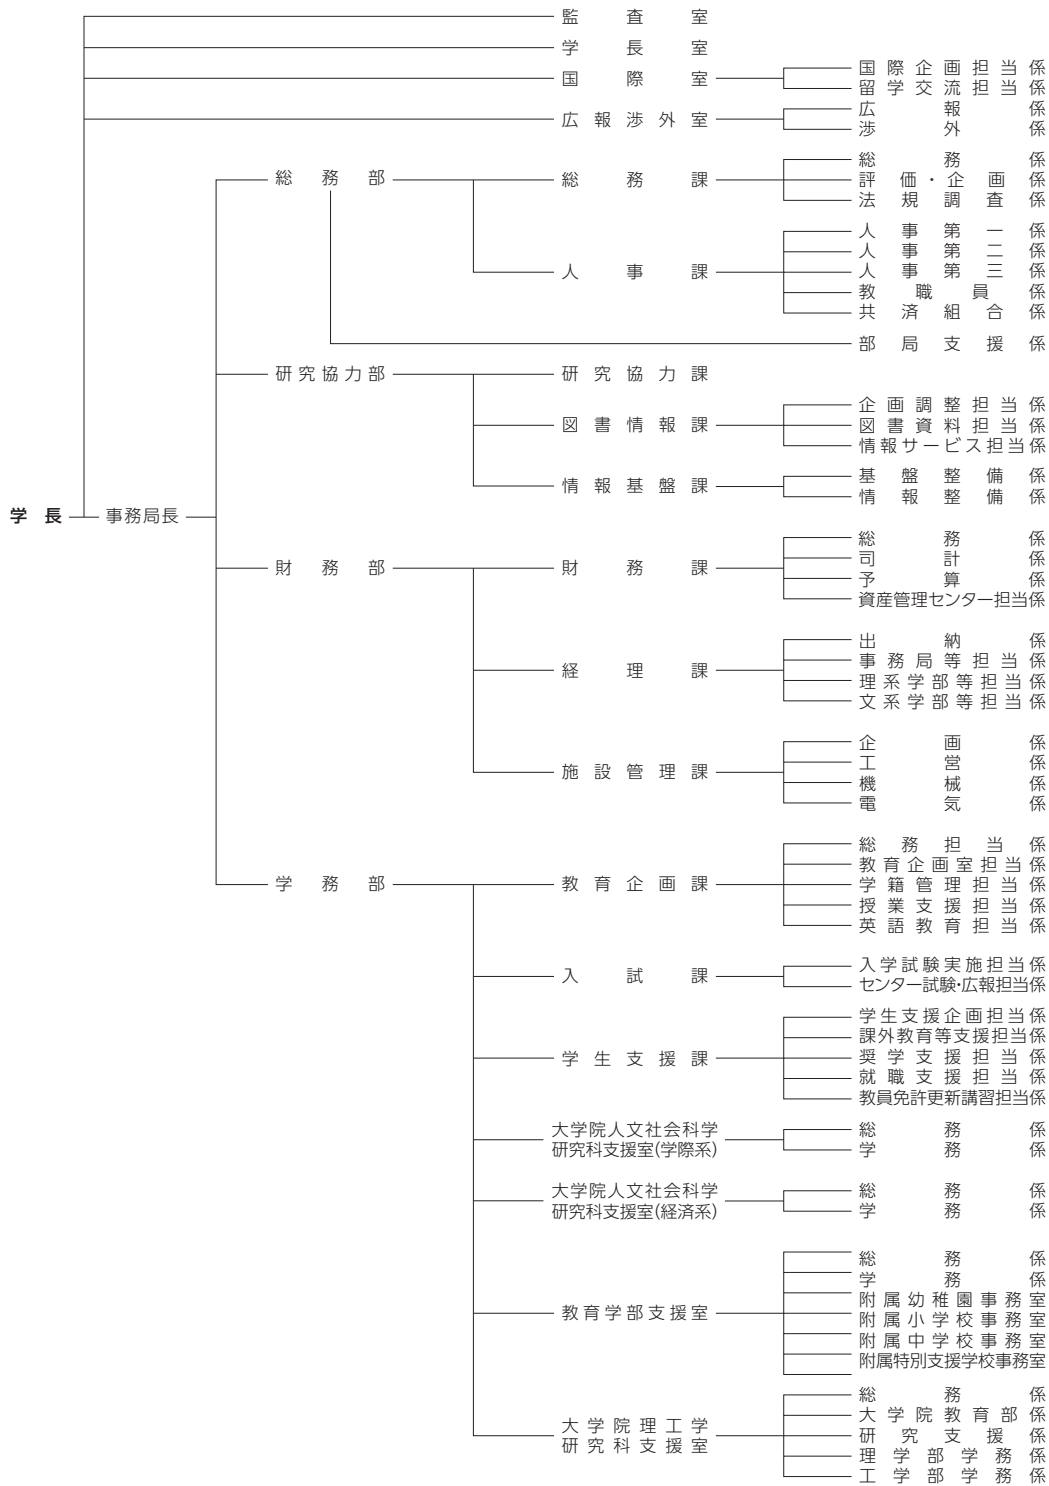 監査室
学長室
国際室
国際企画担当係
留学交流担当係
広報渉外室
広報係
渉外係
総務部
総務課
総務係
評価・企画係
法規調査係
人事課
人事第一係
人事第二係
人事第三係
教職員係
共済組合係
部局支援係
研究協力部
研究協力課
図書情報課
企画調整担当係
図書資料担当係
情報サービス担当係
情報基盤課
基盤整備係
情報整備係
学長
事務局長
財務部
財務課
総務係
司計係
予算係
資産管理センター担当係
経理課
出納係
事務局等担当係
理系学部等担当係
文系学部等担当係
施設管理課
企画係
工営係
機械係
電気係
学務部
教育企画課
総務担当係
教育企画室担当係
学籍管理担当係
授業支援担当係
英語教育担当係
入試課
入学試験実施担当係
センター試験・広報担当係
学生支援課
学生支援企画担当係
課外教育等支援担当係
奨学支援担当係
就職支援担当係
教員免許更新講習担当係
大学院人文社会科学
研究科支援室(学際系)
総務係
学務係
大学院人文社会科学
研究科支援室(経済系)
総務係
学務係
教育学部支援室
総務係
学務係
附属幼稚園事務室
附属小学校事務室
附属中学校事務室
附属特別支援学校事務室
大学院理工学
研究科支援室
総務係
大学院教育部係
研究支援係
理学部学務係
工学部学務係